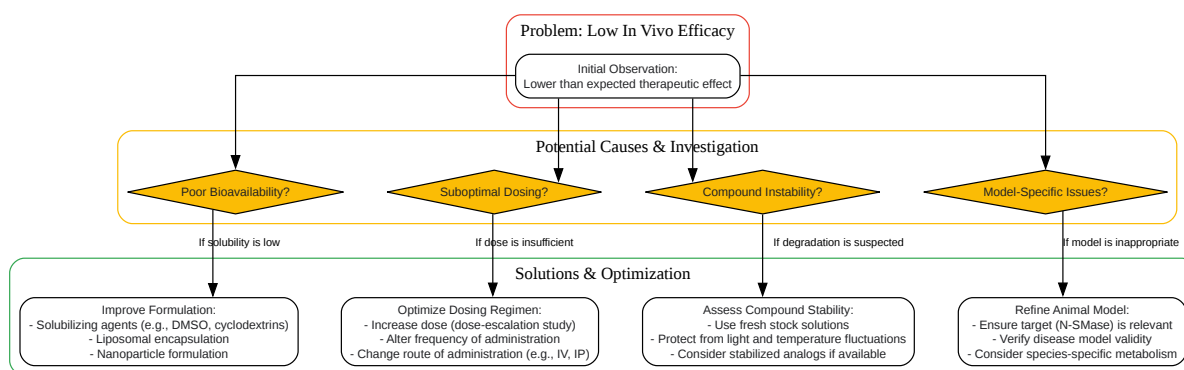 Problem: Low In Vivo Efficacy
Initial Observation:
Lower than expected therapeutic effect
Potential Causes & Investigation
Poor Bioavailability?
Suboptimal Dosing?
Compound Instability?
Model-Specific Issues?
If solubility is low
If dose is insufficient
If degradation is suspected
If model is inappropriate
Solutions & Optimization
Improve Formulation:
- Solubilizing agents (e.g., DMSO, cyclodextrins)
- Liposomal encapsulation
- Nanoparticle formulation
Optimize Dosing Regimen:
- Increase dose (dose-escalation study)
- Alter frequency of administration
- Change route of administration (e.g., IV, IP)
Assess Compound Stability:
- Use fresh stock solutions
- Protect from light and temperature fluctuations
- Consider stabilized analogs if available
Refine Animal Model:
- Ensure target (N-SMase) is relevant
- Verify disease model validity
- Consider species-specific metabolism